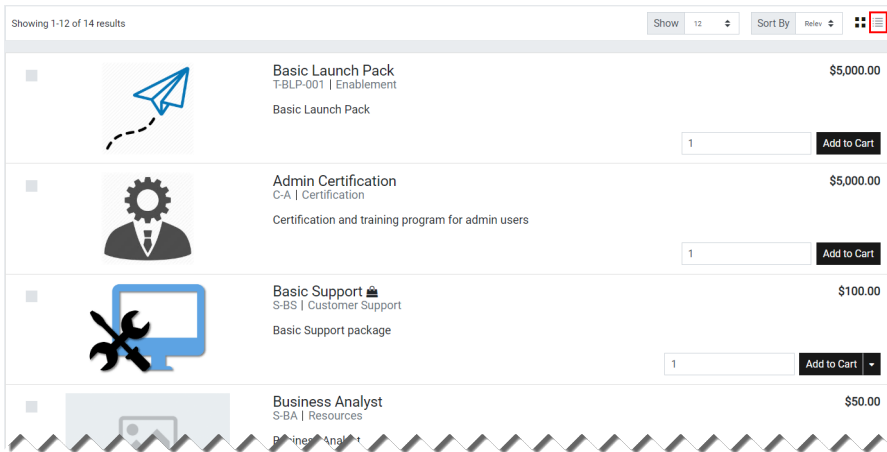 Showing 1-12 of 14 results
Show 12 Sort By Relev
Basic Launch Pack $5,000.00
T-BLP-001 | Enablement
Basic Launch Pack
1 Add to Cart
Admin Certification $5,000.00
C-A | Certification
Certification and training program for admin users
1 Add to Cart
Basic Support $100.00
S-BS | Customer Support
Basic Support package
1 Add to Cart
Business Analyst $50.00
S-BA | Resources